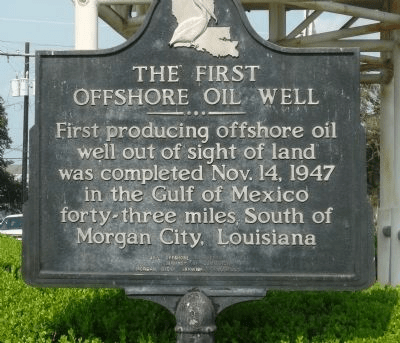 THE FIRST
OFFSHORE OIL WELL
First producing offshore oil
well out of sight of land
was completed Nov. 14, 1947
in the Gulf of Mexico
forty-three miles South of
Morgan City, Louisiana